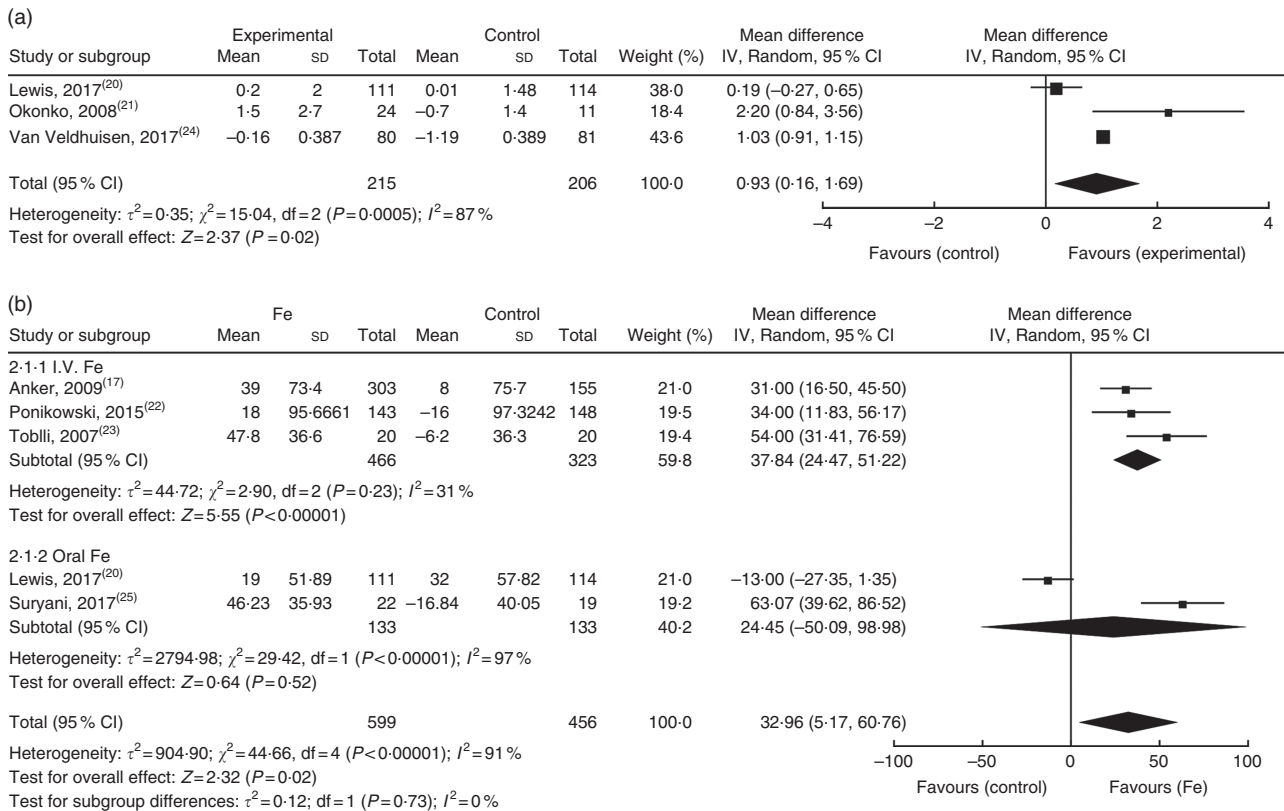 (a)
Experimental Control Mean difference Mean difference
Study or subgroup Mean SD Total Mean SD Total Weight (%) IV, Random, 95 % CI IV, Random, 95 % CI
Lewis, 2017(20) 0·2 2 111 0·01 1·48 114 38·0 0·19 (−0·27, 0·65)
Okonko, 2008(21) 1·5 2·7 24 −0·7 1·4 11 18·4 2·20 (0·84, 3·56)
Van Veldhuisen, 2017(24) −0·16 0·387 80 −1·19 0·389 81 43·6 1·03 (0·91, 1·15)
Total (95 % CI) 215 206 100·0 0·93 (0·16, 1·69)
Heterogeneity: τ²=0·35; χ²=15·04, df=2 (P=0·0005); I²=87 %
Test for overall effect: Z=2·37 (P=0·02)
−4 −2 0 2 4
Favours (control) Favours (experimental)
(b)
Fe Control Mean difference Mean difference
Study or subgroup Mean SD Total Mean SD Total Weight (%) IV, Random, 95 % CI IV, Random, 95 % CI
2·1·1 I.V. Fe
Anker, 2009(17) 39 73·4 303 8 75·7 155 21·0 31·00 (16·50, 45·50)
Ponikowski, 2015(22) 18 95·6661 143 −16 97·3242 148 19·5 34·00 (11·83, 56·17)
Toblli, 2007(23) 47·8 36·6 20 −6·2 36·3 20 19·4 54·00 (31·41, 76·59)
Subtotal (95 % CI) 466 323 59·8 37·84 (24·47, 51·22)
Heterogeneity: τ²=44·72; χ²=2·90, df=2 (P=0·23); I²=31 %
Test for overall effect: Z=5·55 (P<0·00001)
2·1·2 Oral Fe
Lewis, 2017(20) 19 51·89 111 32 57·82 114 21·0 −13·00 (−27·35, 1·35)
Suryani, 2017(25) 46·23 35·93 22 −16·84 40·05 19 19·2 63·07 (39·62, 86·52)
Subtotal (95 % CI) 133 133 40·2 24·45 (−50·09, 98·98)
Heterogeneity: τ²=2794·98; χ²=29·42, df=1 (P<0·00001); I²=97 %
Test for overall effect: Z=0·64 (P=0·52)
Total (95 % CI) 599 456 100·0 32·96 (5·17, 60·76)
Heterogeneity: τ²=904·90; χ²=44·66, df=4 (P<0·00001); I²=91 %
Test for overall effect: Z=2·32 (P=0·02)
Test for subgroup differences: τ²=0·12; df=1 (P=0·73); I²=0 %
−100 −50 0 50 100
Favours (control) Favours (Fe)